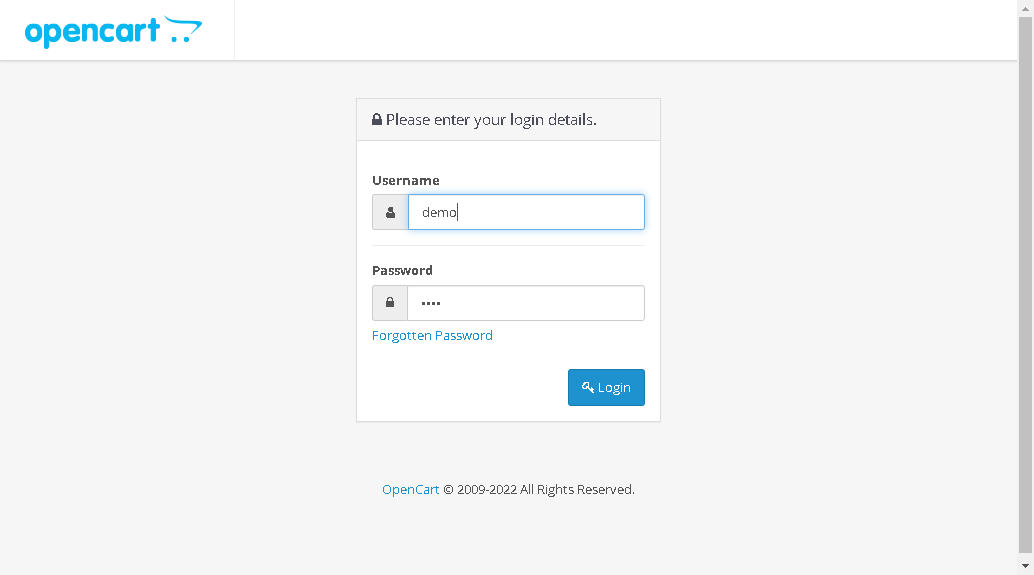 opencart
Please enter your login details.
Username
demo
Password
••••
Forgotten Password
Login
OpenCart © 2009-2022 All Rights Reserved.